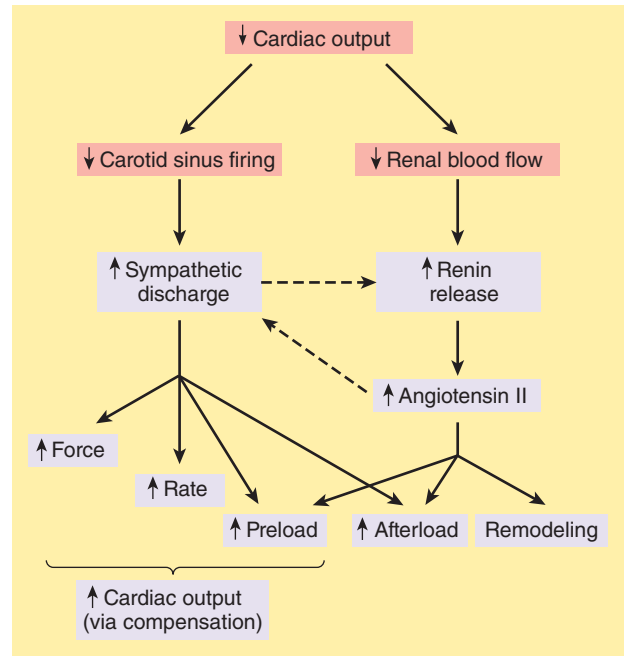 ↓ Cardiac output
↓ Carotid sinus firing
↓ Renal blood flow
↑ Sympathetic
discharge
↑ Renin
release
↑ Angiotensin II
↑ Force
↑ Rate
↑ Preload
↑ Afterload
Remodeling
↑ Cardiac output
(via compensation)